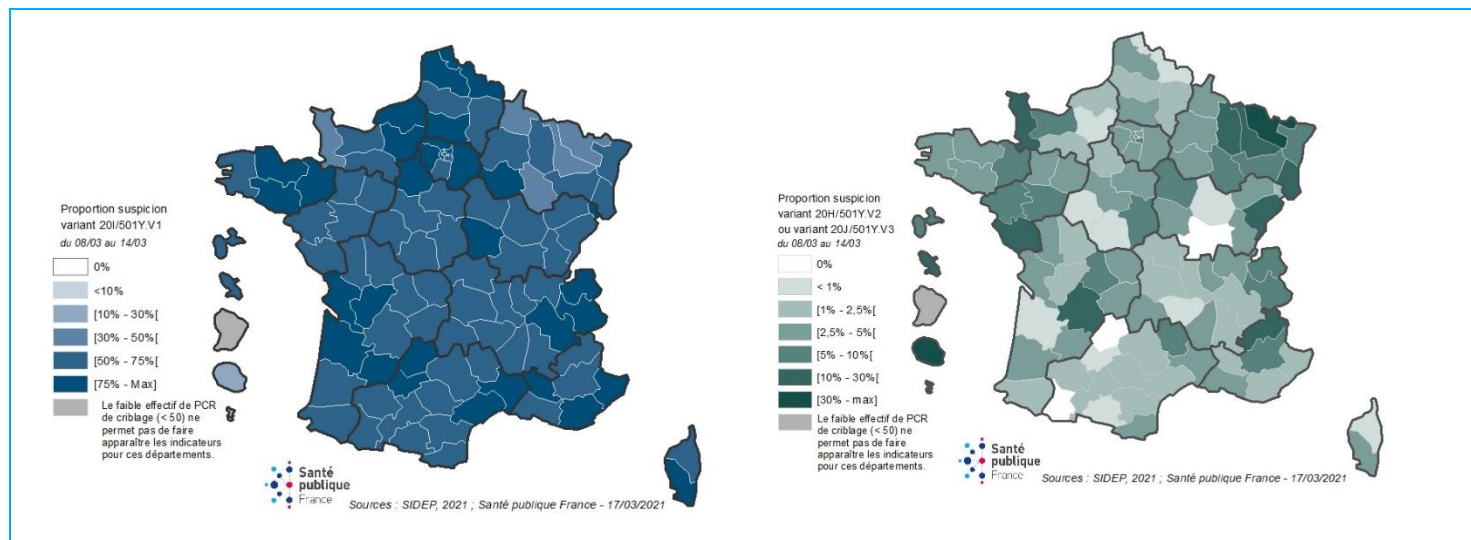 Proportion suspicion
variant 20I/501Y.V1
du 08/03 au 14/03
0%
<10%
[10% - 30%[
[30% - 50%[
[50% - 75%[
[75% - Max]
Le faible effectif de PCR
de criblage (< 50) ne
permet pas de faire
apparaître les indicateurs
pour ces départements.
Santé
publique
France
Sources : SIDEP, 2021 ; Santé publique France - 17/03/2021
Proportion suspicion
variant 20H/501Y.V2
ou variant 20J/501Y.V3
du 08/03 au 14/03
0%
< 1%
[1% - 2,5%[
[2,5% - 5%[
[5% - 10%[
[10% - 30%[
[30% - max]
Le faible effectif de PCR
de criblage (< 50) ne
permet pas de faire
apparaître les indicateurs
pour ces départements.
Santé
publique
France
Sources : SIDEP, 2021 ; Santé publique France - 17/03/2021